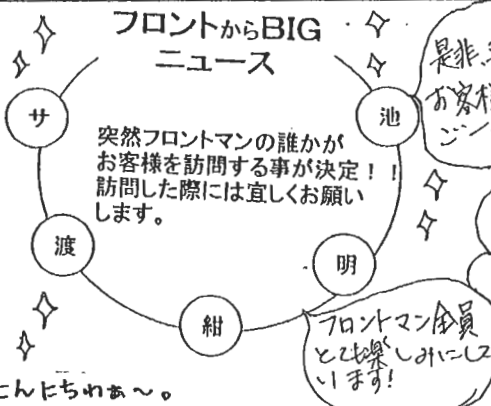 フロントからBIG
ニュース
サ
池
突然フロントマンの誰かが
お客様を訪問する事が決定！！
訪問した際には宜しくお願い
します。
渡
明
紺
是非、
お客様
フロントマン全員
とても楽しみにして
います!
こんにちわぁ～。